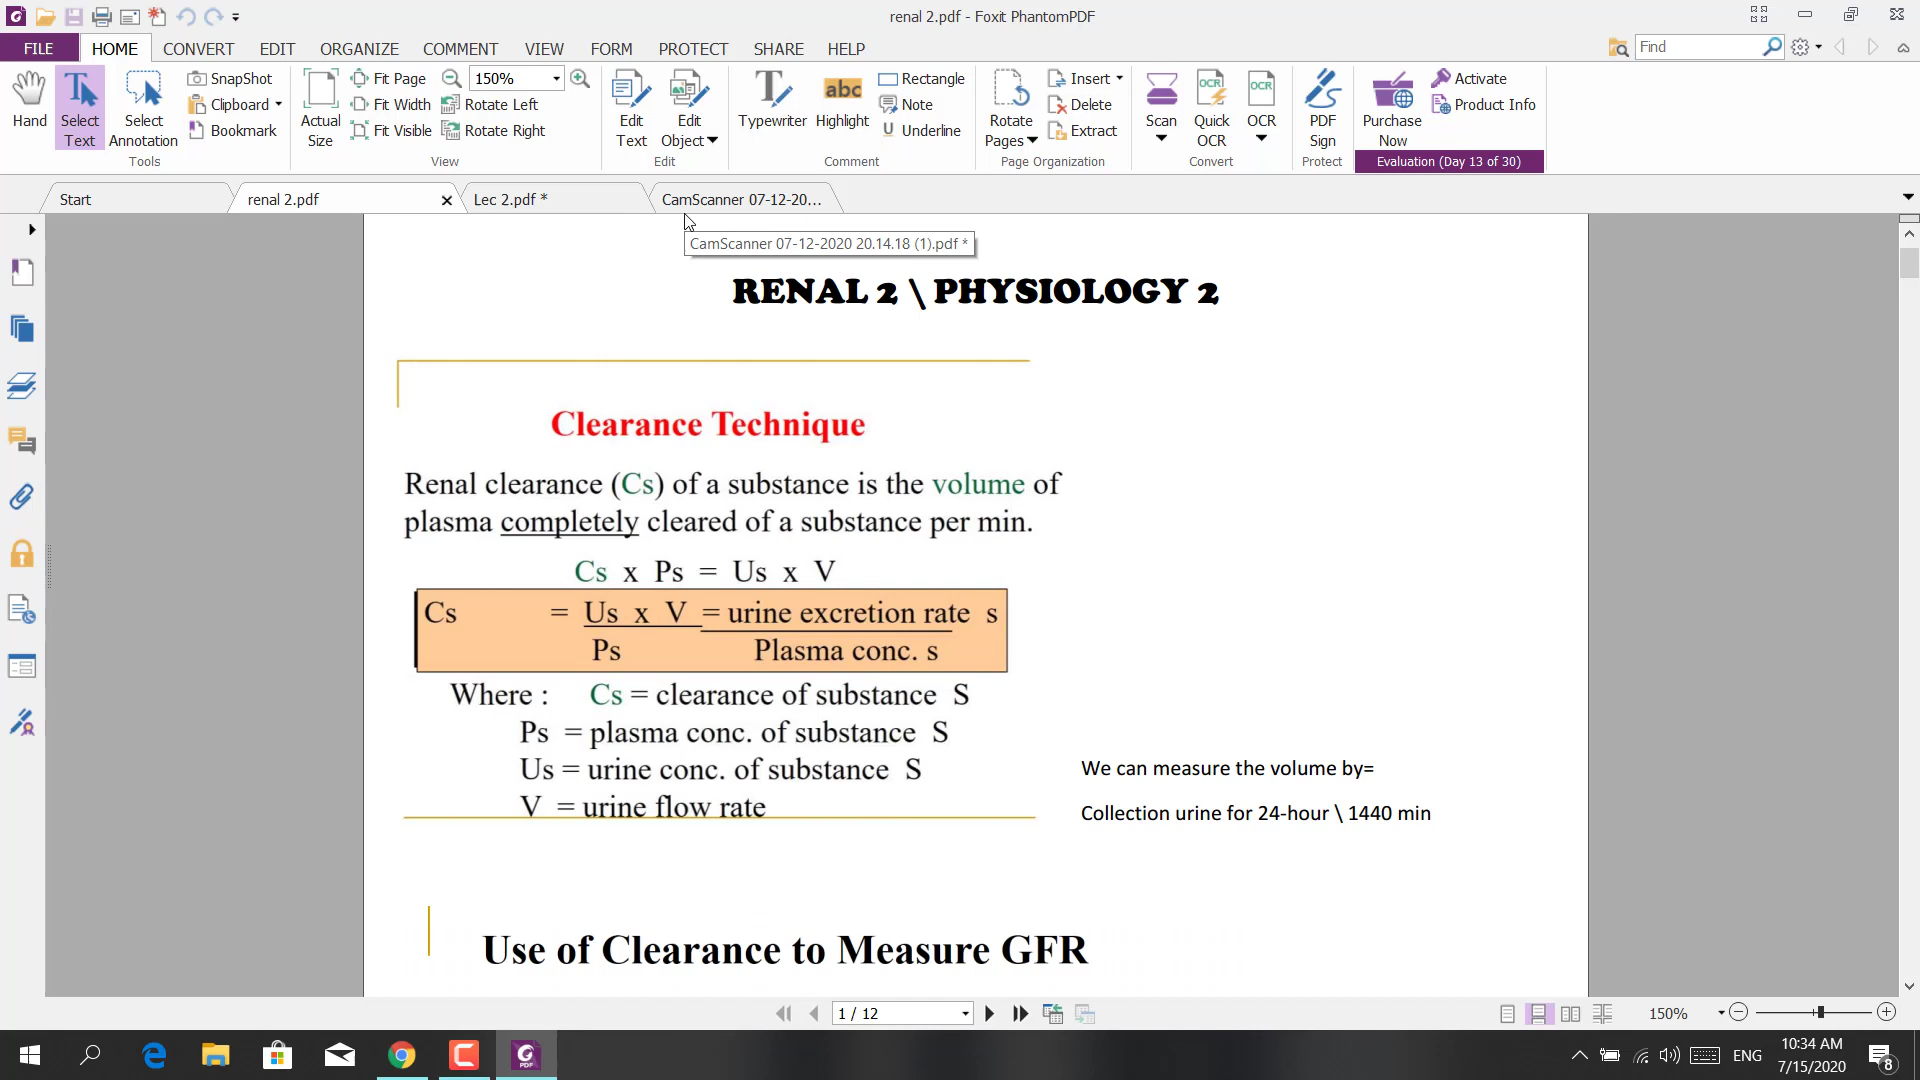 renal 2.pdf - Foxit PhantomPDF
FILE HOME CONVERT EDIT ORGANIZE COMMENT VIEW FORM PROTECT SHARE HELP Find
Hand
Select Text
Select Annotation
SnapShot
Clipboard
Bookmark
Tools
Actual Size
Fit Page
Fit Width
Fit Visible
150%
Rotate Left
Rotate Right
View
Edit Text
Edit Object
Edit
Typewriter
Highlight
Rectangle
Note
Underline
Comment
Rotate Pages
Insert
Delete
Extract
Page Organization
Scan
Quick OCR
OCR
Convert
PDF Sign
Protect
Purchase Now
Activate
Product Info
Evaluation (Day 13 of 30)
Start renal 2.pdf Lec 2.pdf * CamScanner 07-12-20...
CamScanner 07-12-2020 20.14.18 (1).pdf *
RENAL 2 \ PHYSIOLOGY 2
Clearance Technique
Renal clearance (Cs) of a substance is the volume of
plasma completely cleared of a substance per min.
Cs x Ps = Us x V
Cs = Us x V = urine excretion rate s
Ps Plasma conc. s
Where : Cs = clearance of substance S
Ps = plasma conc. of substance S
Us = urine conc. of substance S
V = urine flow rate
We can measure the volume by=
Collection urine for 24-hour \ 1440 min
Use of Clearance to Measure GFR
1 / 12
150%
ENG
10:34 AM
7/15/2020
8